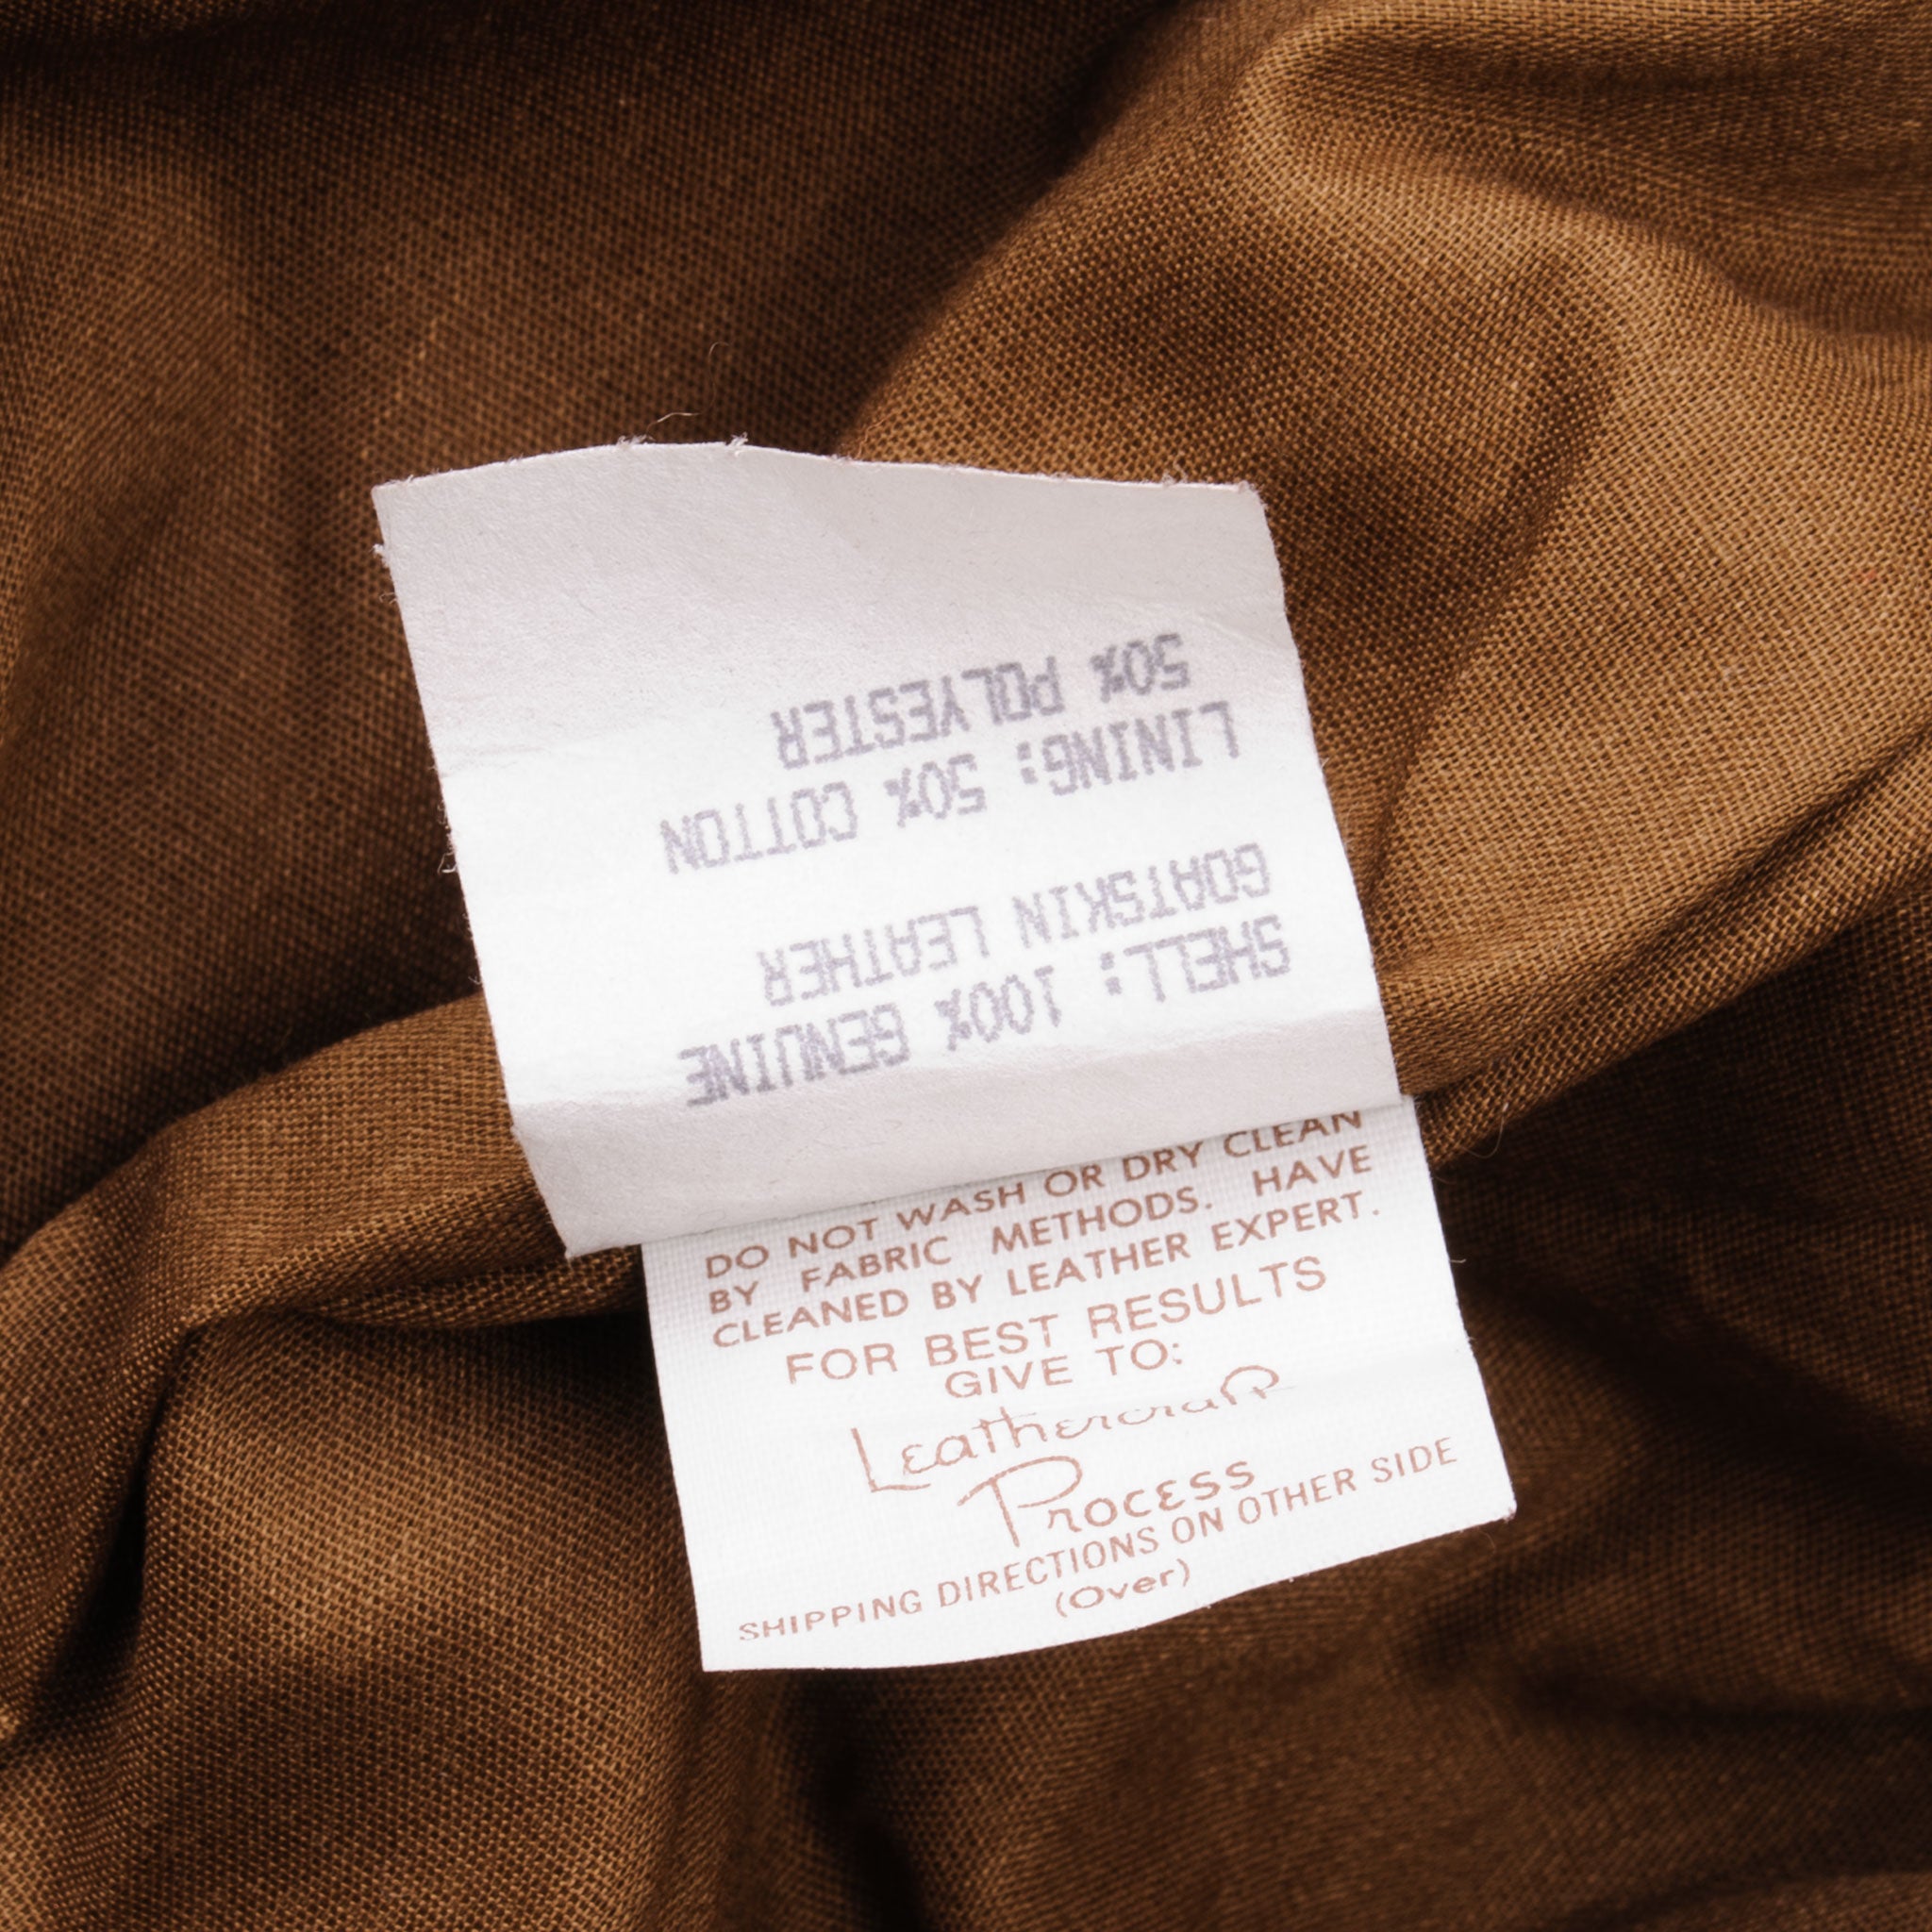 SHELL: 100% GENUINE
GOATSKIN LEATHER
LINING: 50% COTTON
50% POLYESTER
DO NOT WASH OR DRY CLEAN
BY FABRIC METHODS. HAVE
CLEANED BY LEATHER EXPERT.
FOR BEST RESULTS
GIVE TO:
Leathercraft
Process
SHIPPING DIRECTIONS ON OTHER SIDE
(Over)